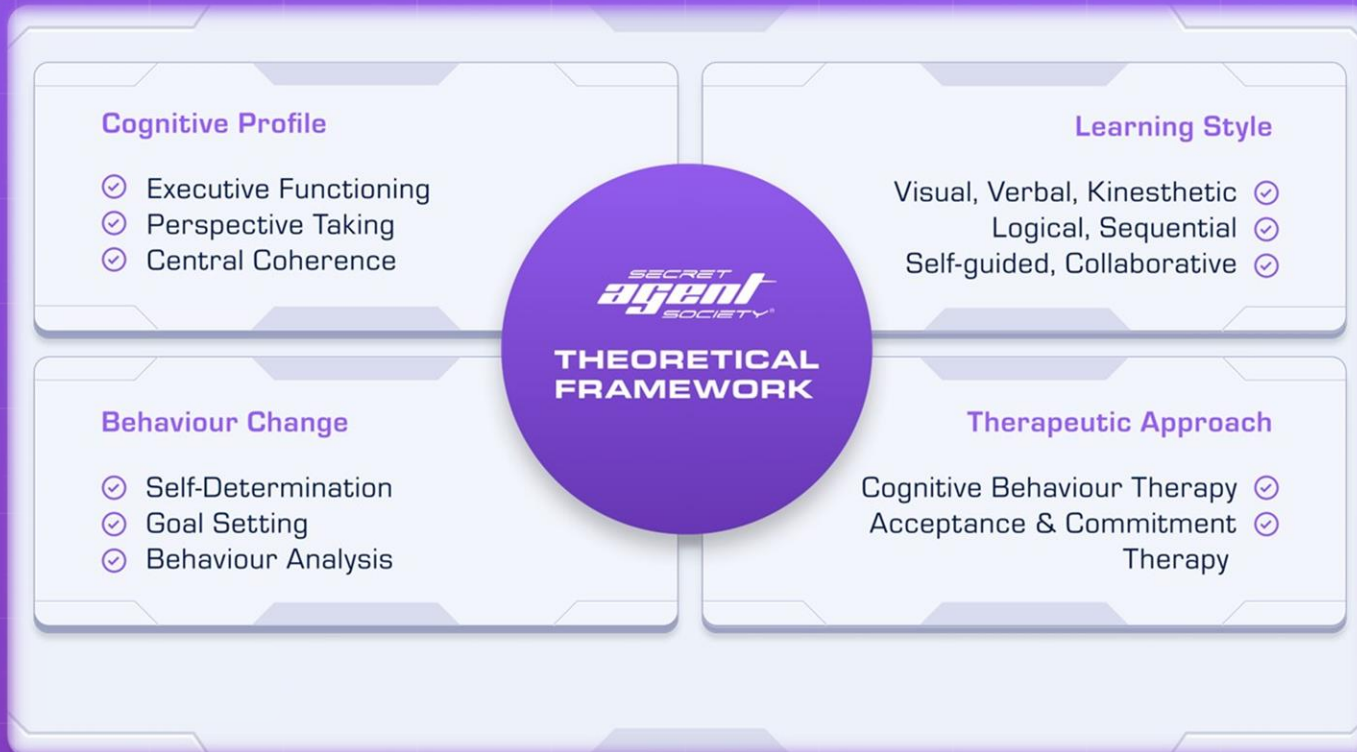 Cognitive Profile
Executive Functioning
Perspective Taking
Central Coherence
Learning Style
Visual, Verbal, Kinesthetic
Logical, Sequential
Self-guided, Collaborative
SECRET
agent
SOCIETY®
THEORETICAL
FRAMEWORK
Behaviour Change
Self-Determination
Goal Setting
Behaviour Analysis
Therapeutic Approach
Cognitive Behaviour Therapy
Acceptance & Commitment
Therapy